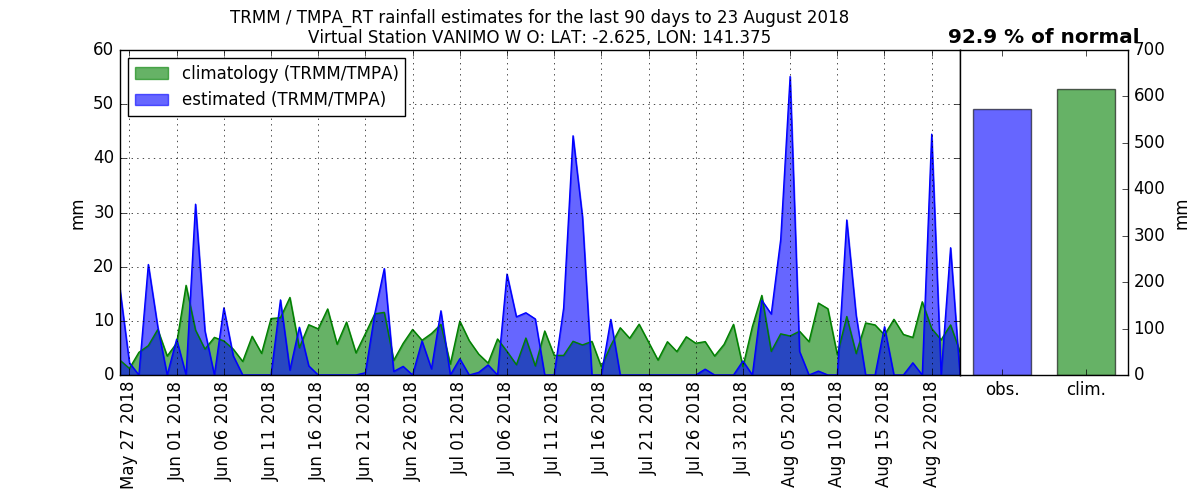 TRMM / TMPA_RT rainfall estimates for the last 90 days to 23 August 2018
Virtual Station VANIMO W O: LAT: -2.625, LON: 141.375
92.9 % of normal
climatology (TRMM/TMPA)
estimated (TRMM/TMPA)
60
50
40
30
20
10
0
mm
700
600
500
400
300
200
100
0
mm
May 27 2018
Jun 01 2018
Jun 06 2018
Jun 11 2018
Jun 16 2018
Jun 21 2018
Jun 26 2018
Jul 01 2018
Jul 06 2018
Jul 11 2018
Jul 16 2018
Jul 21 2018
Jul 26 2018
Jul 31 2018
Aug 05 2018
Aug 10 2018
Aug 15 2018
Aug 20 2018
obs.
clim.